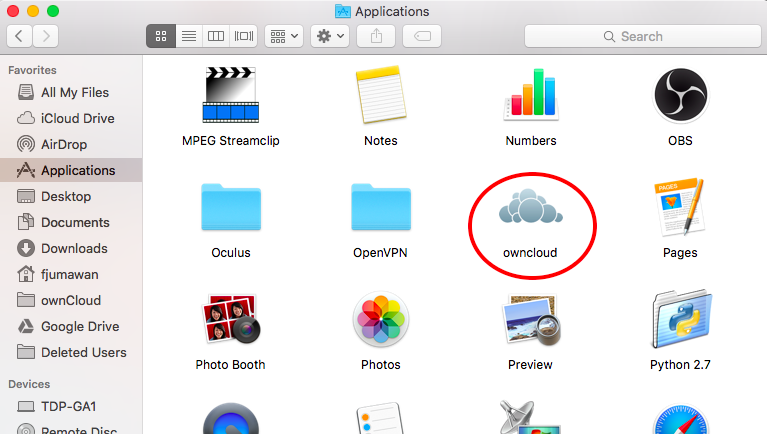 Applications
Search
Favorites
All My Files
iCloud Drive
AirDrop
Applications
Desktop
Documents
Downloads
fjumawan
ownCloud
Google Drive
Deleted Users
Devices
TDP-GA1
Remote Disc
MPEG Streamclip
Notes
Numbers
OBS
Oculus
OpenVPN
owncloud
PAGES
Pages
Photo Booth
Photos
Preview
Python 2.7